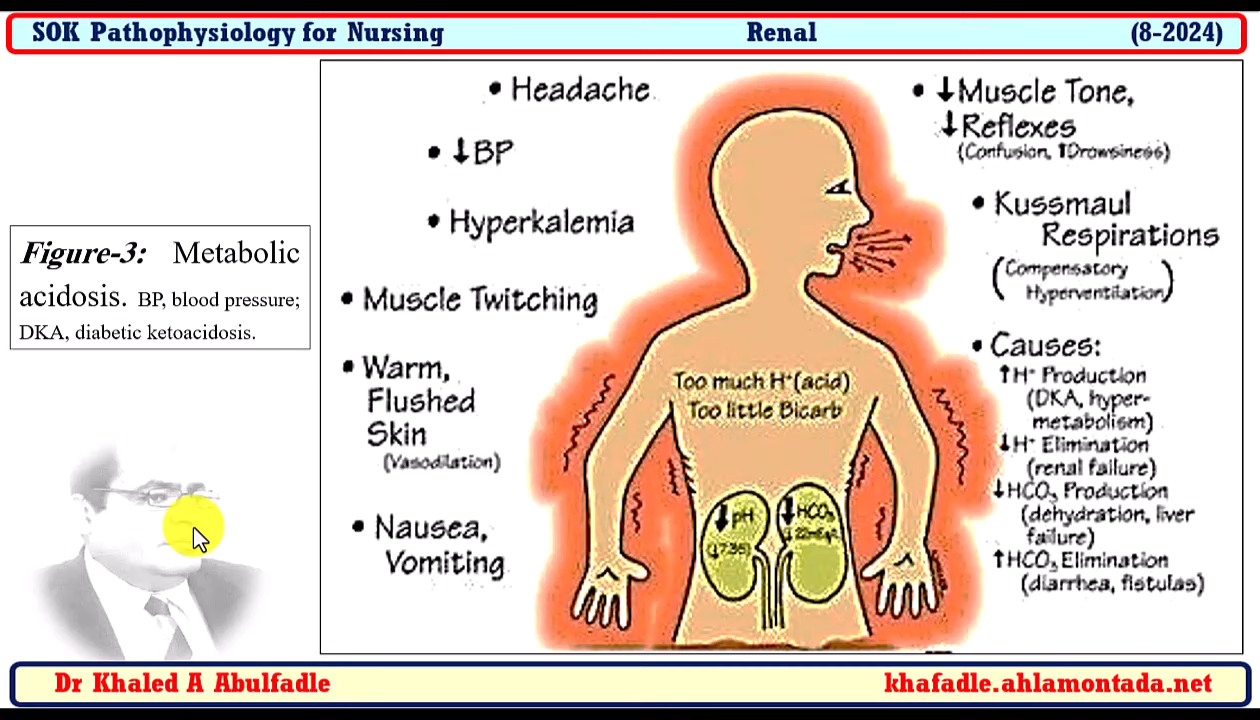 SOK Pathophysiology for Nursing Renal (8-2024)
Figure-3: Metabolic
acidosis. BP, blood pressure;
DKA, diabetic ketoacidosis.
• Headache
• ↓BP
• Hyperkalemia
• Muscle Twitching
• Warm,
Flushed
Skin
(Vasodilation)
• Nausea,
Vomiting
Too much H⁺(acid)
Too little Bicarb
↓pH
(↓7.35)
↓HCO₃
• ↓Muscle Tone,
↓Reflexes
(Confusion, ↑Drowsiness)
• Kussmaul
Respirations
(Compensatory
Hyperventilation)
• Causes:
↑H⁺ Production
(DKA, hyper-
metabolism)
↓H⁺ Elimination
(renal failure)
↓HCO₃ Production
(dehydration, liver
failure)
↑HCO₃ Elimination
(diarrhea, fistulas)
Dr Khaled A Abulfadle
khafadle.ahlamontada.net